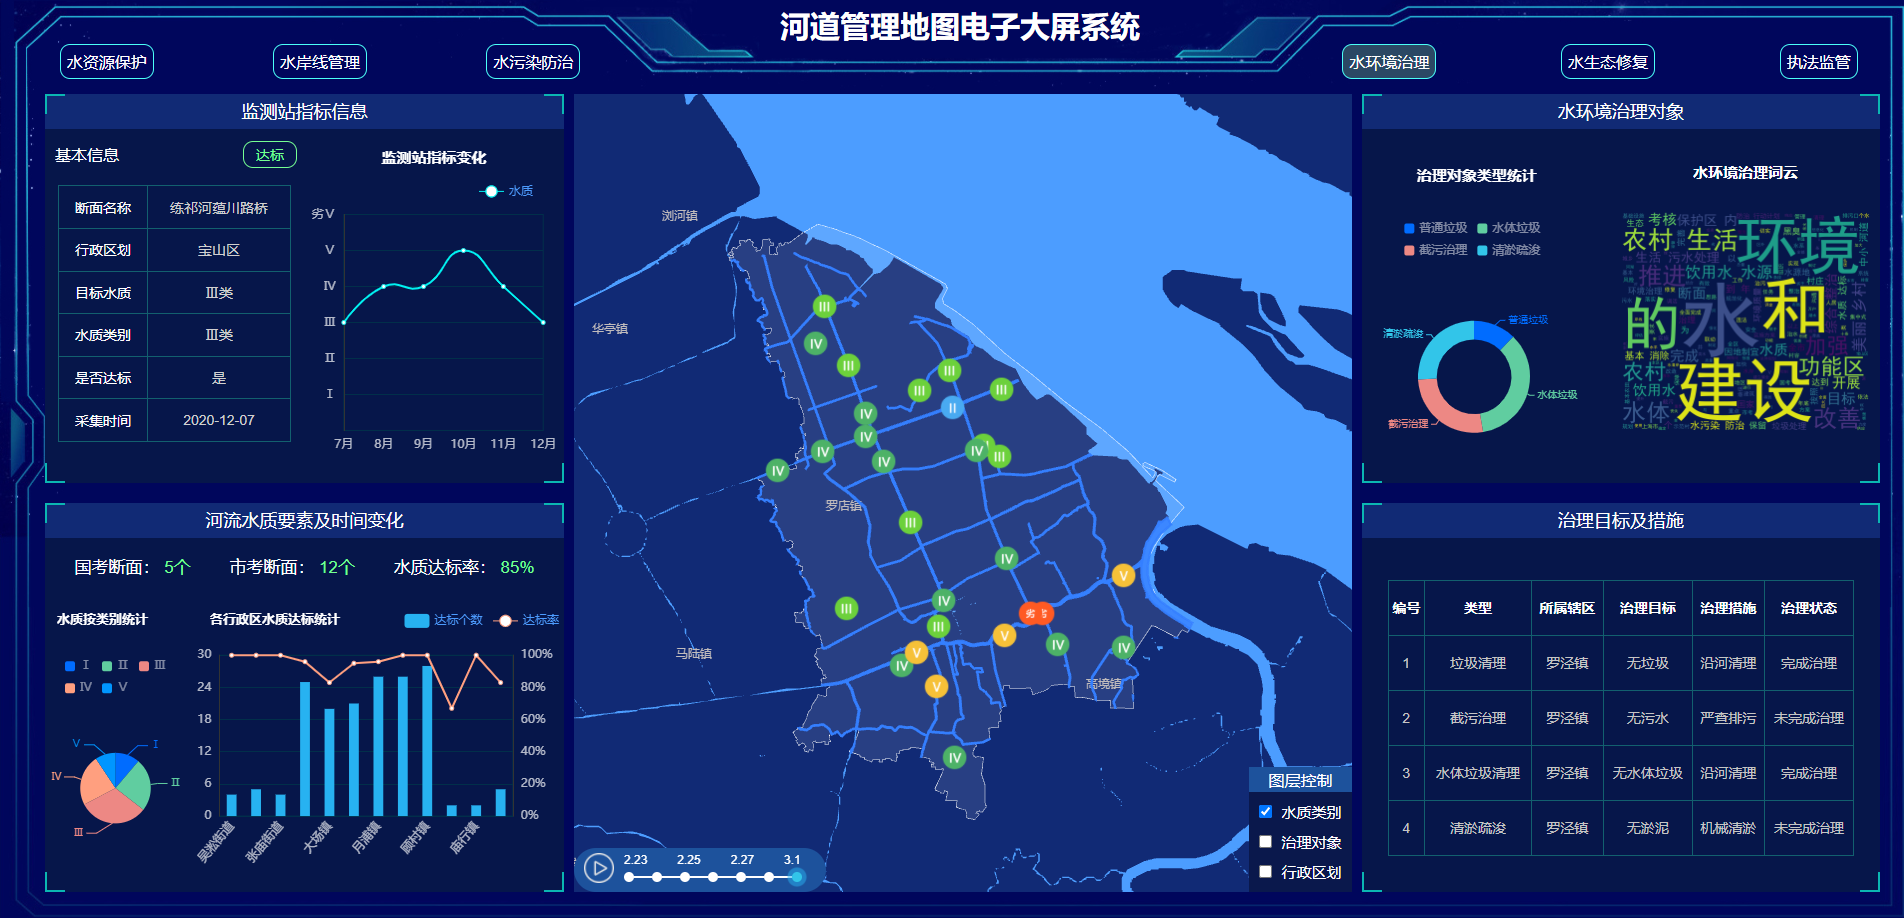 河道管理地图电子大屏系统
水资源保护
水岸线管理
水污染防治
水环境治理
水生态修复
执法监管
监测站指标信息
基本信息
达标
断面名称 练祁河蕴川路桥
行政区划 宝山区
目标水质 Ⅲ类
水质类别 Ⅲ类
是否达标 是
采集时间 2020-12-07
监测站指标变化
水质
劣Ⅴ
Ⅴ
Ⅳ
Ⅲ
Ⅱ
Ⅰ
7月 8月 9月 10月 11月 12月
河流水质要素及时间变化
国考断面： 5个 市考断面： 12个 水质达标率： 85%
水质按类别统计
Ⅰ Ⅱ Ⅲ
Ⅳ Ⅴ
Ⅴ Ⅰ
Ⅳ Ⅱ
Ⅲ
各行政区水质达标统计
达标个数 达标率
30 100%
24 80%
18 60%
12 40%
6 20%
0 0%
吴淞街道 张庙街道 大场镇 月浦镇 顾村镇 庙行镇
浏河镇
华亭镇
罗店镇
马陆镇
高境镇
III
IV
III
III
III
III
II
IV
IV
IV
IV
IV
IV
III
III
IV
V
III
IV
劣
III
V
IV
IV
V
IV
V
IV
2.23 2.25 2.27 3.1
图层控制
水质类别
治理对象
行政区划
水环境治理对象
治理对象类型统计
普通垃圾 水体垃圾
截污治理 清淤疏浚
普通垃圾
清淤疏浚
水体垃圾
截污治理
水环境治理词云
生态 考核 保护区 内
农村 生活 环境
生活 污水处理
推进 饮用水 水源
断面
的 水 和
美丽乡村
加强
基本 消除 完成 因地制宜 水质
农村 建设 功能区
饮用水 达到 开展
水体 目标
改善
水污染 防治 保留 垃圾处理
治理目标及措施
编号 类型 所属辖区 治理目标 治理措施 治理状态
1 垃圾清理 罗泾镇 无垃圾 沿河清理 完成治理
2 截污治理 罗泾镇 无污水 严查排污 未完成治理
3 水体垃圾清理 罗泾镇 无水体垃圾 沿河清理 完成治理
4 清淤疏浚 罗泾镇 无淤泥 机械清淤 未完成治理